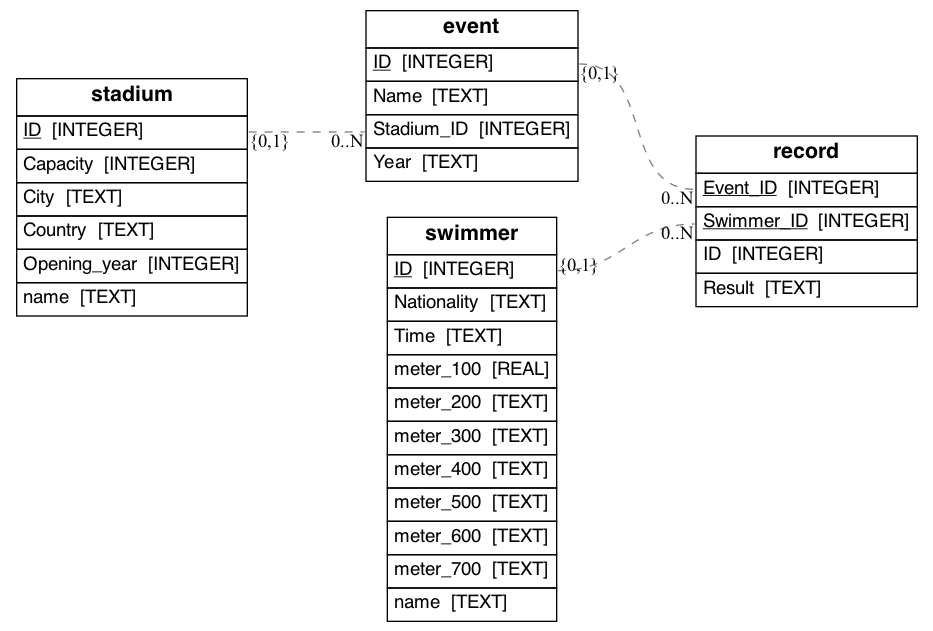 stadium
ID [INTEGER]
Capacity [INTEGER]
City [TEXT]
Country [TEXT]
Opening_year [INTEGER]
name [TEXT]
{0,1}
0..N
event
ID [INTEGER]
Name [TEXT]
Stadium_ID [INTEGER]
Year [TEXT]
{0,1}
0..N
swimmer
ID [INTEGER]
Nationality [TEXT]
Time [TEXT]
meter_100 [REAL]
meter_200 [TEXT]
meter_300 [TEXT]
meter_400 [TEXT]
meter_500 [TEXT]
meter_600 [TEXT]
meter_700 [TEXT]
name [TEXT]
{0,1}
0..N
record
Event_ID [INTEGER]
Swimmer_ID [INTEGER]
ID [INTEGER]
Result [TEXT]